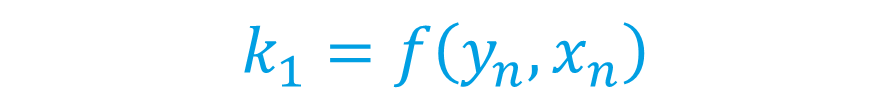 k₁ = f(yₙ, xₙ)